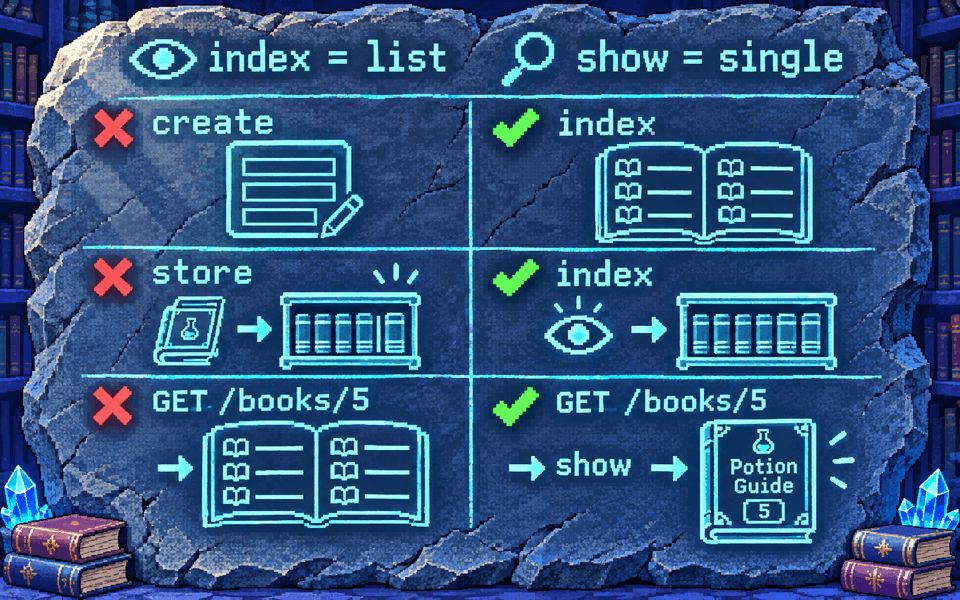 index = list
show = single
create
index
store
index
GET /books/5
GET /books/5
show
Potion
Guide
5